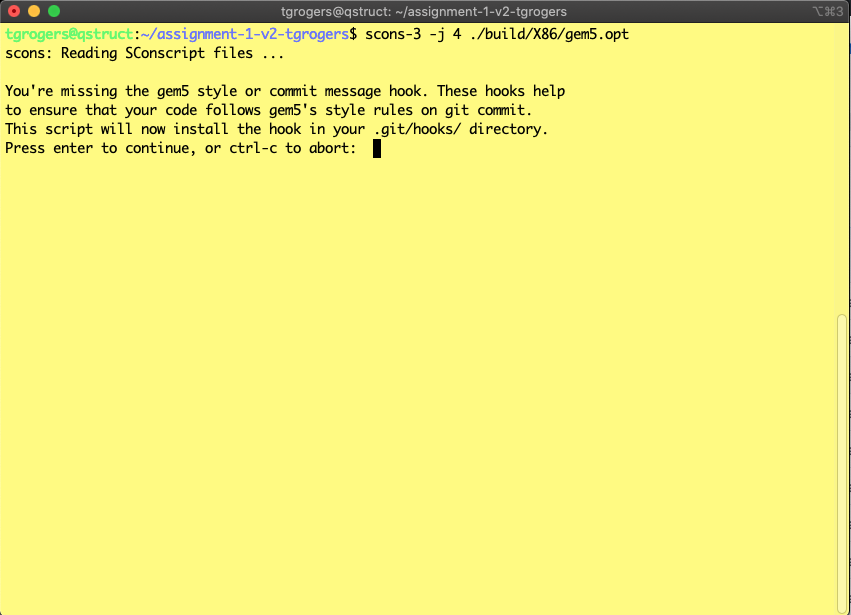 tgrogers@qstruct: ~/assignment-1-v2-tgrogers
⌥⌘3
tgrogers@qstruct:~/assignment-1-v2-tgrogers$ scons-3 -j 4 ./build/X86/gem5.opt
scons: Reading SConscript files ...
You're missing the gem5 style or commit message hook. These hooks help
to ensure that your code follows gem5's style rules on git commit.
This script will now install the hook in your .git/hooks/ directory.
Press enter to continue, or ctrl-c to abort: